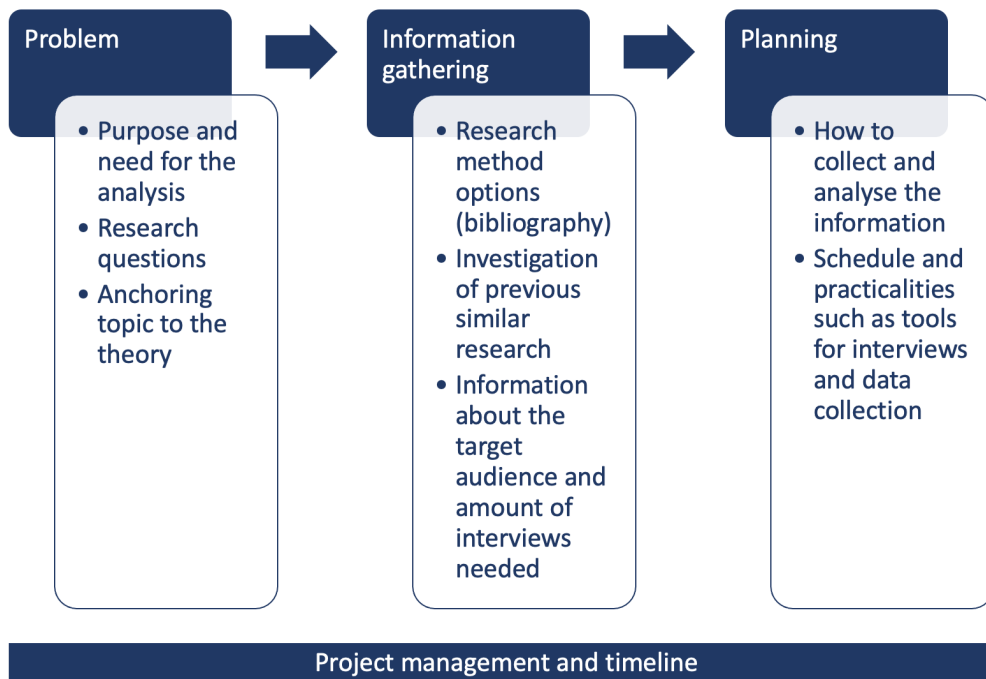 Problem
• Purpose and
need for the
analysis
• Research
questions
• Anchoring
topic to the
theory
Information
gathering
• Research
method
options
(bibliography)
• Investigation
of previous
similar
research
• Information
about the
target
audience and
amount of
interviews
needed
Planning
• How to
collect and
analyse the
information
• Schedule and
practicalities
such as tools
for interviews
and data
collection
Project management and timeline